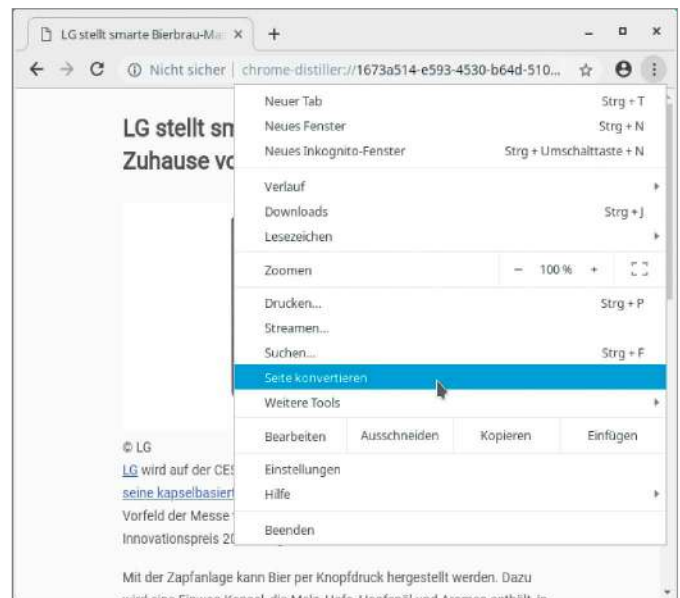 LG stellt smarte Bierbrau-Ma
Nicht sicher | chrome-distiller://1673a514-e593-4530-b64d-510...
LG stellt sm
Zuhause vo
Neuer Tab Strg + T
Neues Fenster Strg + N
Neues Inkognito-Fenster Strg + Umschalttaste + N
Verlauf
Downloads Strg + J
Lesezeichen
Zoomen - 100 % +
Drucken... Strg + P
Streamen...
Suchen... Strg + F
Seite konvertieren
Weitere Tools
Bearbeiten Ausschneiden Kopieren Einfügen
Einstellungen
Hilfe
Beenden
© LG
LG wird auf der CES
seine kapselbasiert
Vorfeld der Messe
Innovationspreis 20
Mit der Zapfanlage kann Bier per Knopfdruck hergestellt werden. Dazu